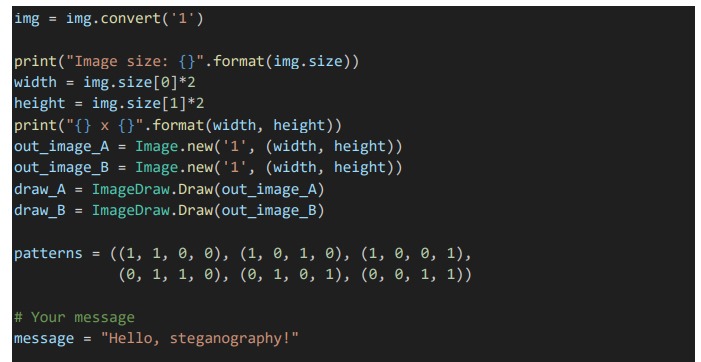 img = img.convert('1')
print("Image size: {}".format(img.size))
width = img.size[0]*2
height = img.size[1]*2
print("{} x {}".format(width, height))
out_image_A = Image.new('1', (width, height))
out_image_B = Image.new('1', (width, height))
draw_A = ImageDraw.Draw(out_image_A)
draw_B = ImageDraw.Draw(out_image_B)
patterns = ((1, 1, 0, 0), (1, 0, 1, 0), (1, 0, 0, 1),
(0, 1, 1, 0), (0, 1, 0, 1), (0, 0, 1, 1))
# Your message
message = "Hello, steganography!"